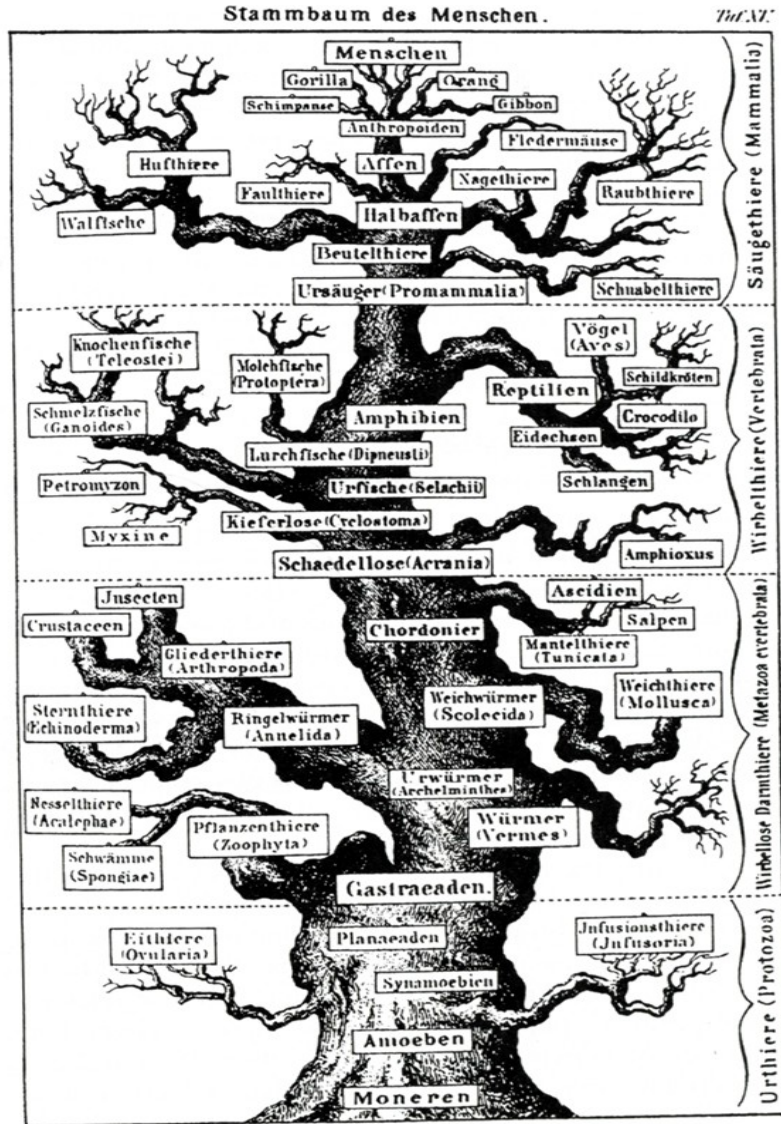 Stammbaum des Menschen.
Taf. XV.
Menschen
Gorilla
Orang
Schimpanse
Gibbon
Anthropoiden
Fledermäuse
Hufthiere
Affen
Faulthiere
Nagethiere
Raubthiere
Walfische
Halbaffen
Beutelthiere
Ursäuger (Promammalia)
Schnabelthiere
Säugethiere (Mammalia)
Vögel
(Aves)
Knochenfische
(Teleostei)
Molchfische
(Protoptera)
Schildkröten
Reptilien
Schmelzfische
(Ganoides)
Amphibien
Crocodile
Eidechsen
Lurchfische (Dipneusti)
Schlangen
Petromyzon
Urfische (Selachii)
Kieferlose (Cyclostoma)
Myxine
Amphioxus
Schaedellose (Acrania)
Wirbelthiere (Vertebrata)
Jnsecten
Ascidien
Crustaceen
Salpen
Chordonier
Gliederthiere
(Arthropoda)
Mantelthiere
(Tunicata)
Weichthiere
(Mollusca)
Sternthiere
(Echinoderma)
Ringelwürmer
(Annelida)
Weichwürmer
(Scolecida)
Urwürmer
(Archelminthes)
Nesselthiere
(Acalephae)
Pflanzenthiere
(Zoophyta)
Würmer
(Vermes)
Schwämme
(Spongiae)
Gastraeaden.
Wirbellose Darmthiere (Metazoa evertebrata)
Planaeaden
Eithiere
(Ovularia)
Jnfusionsthiere
(Jnfusoria)
Synamoebien
Amoeben
Moneren
Urthiere (Protozoa)